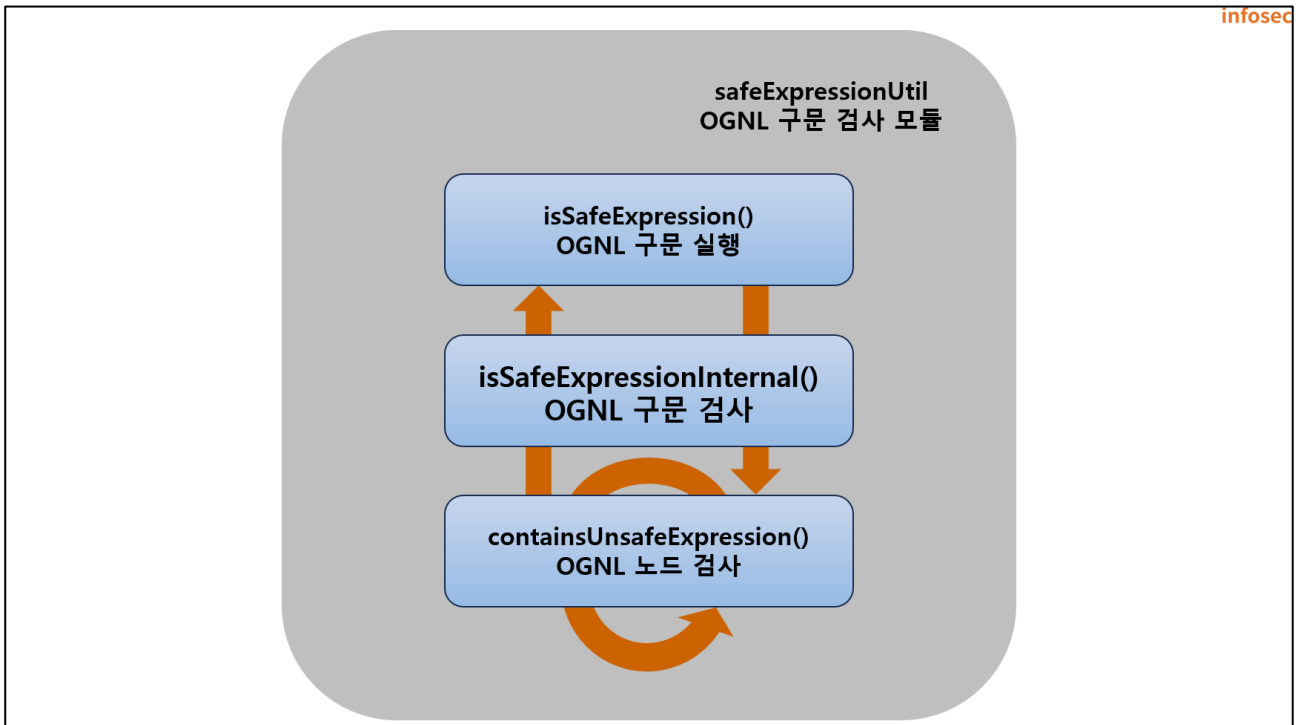 infosec
safeExpressionUtil
OGNL 구문 검사 모듈
isSafeExpression()
OGNL 구문 실행
isSafeExpressionInternal()
OGNL 구문 검사
containsUnsafeExpression()
OGNL 노드 검사